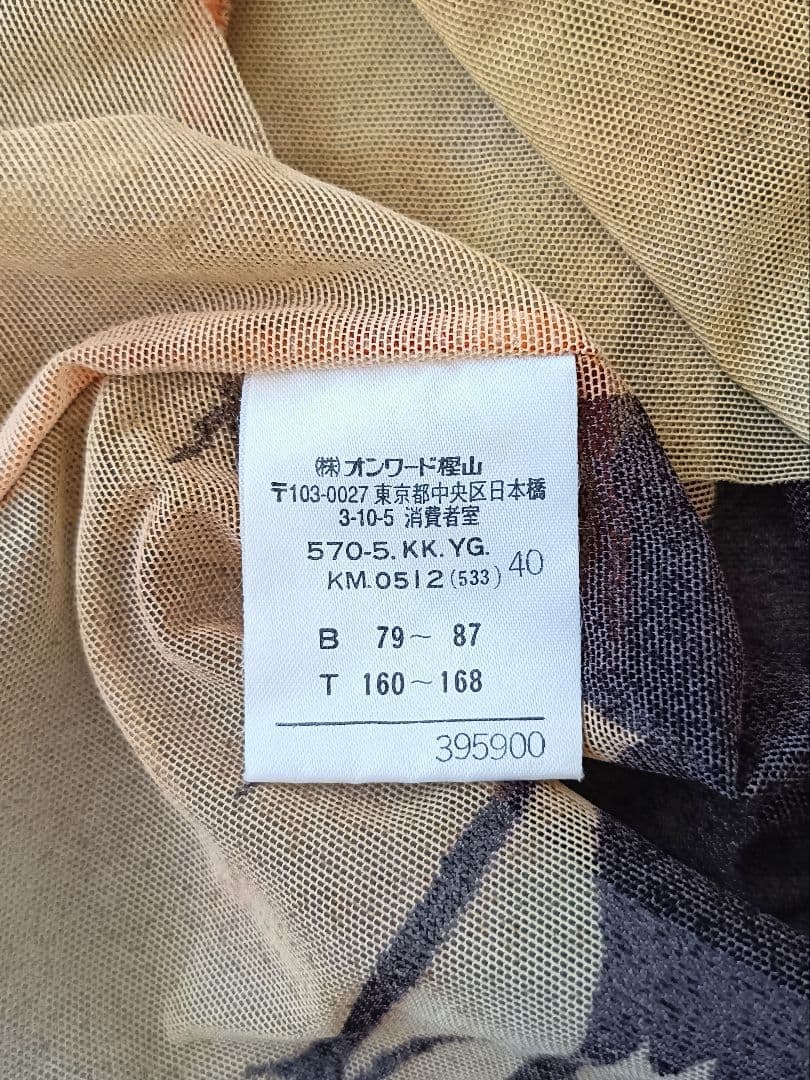 ㈱オンワード樫山
〒103-0027 東京都中央区日本橋
3-10-5 消費者室
570-5.KK.YG.
KM.0512(533) 40
B 79～ 87
T 160～168
395900